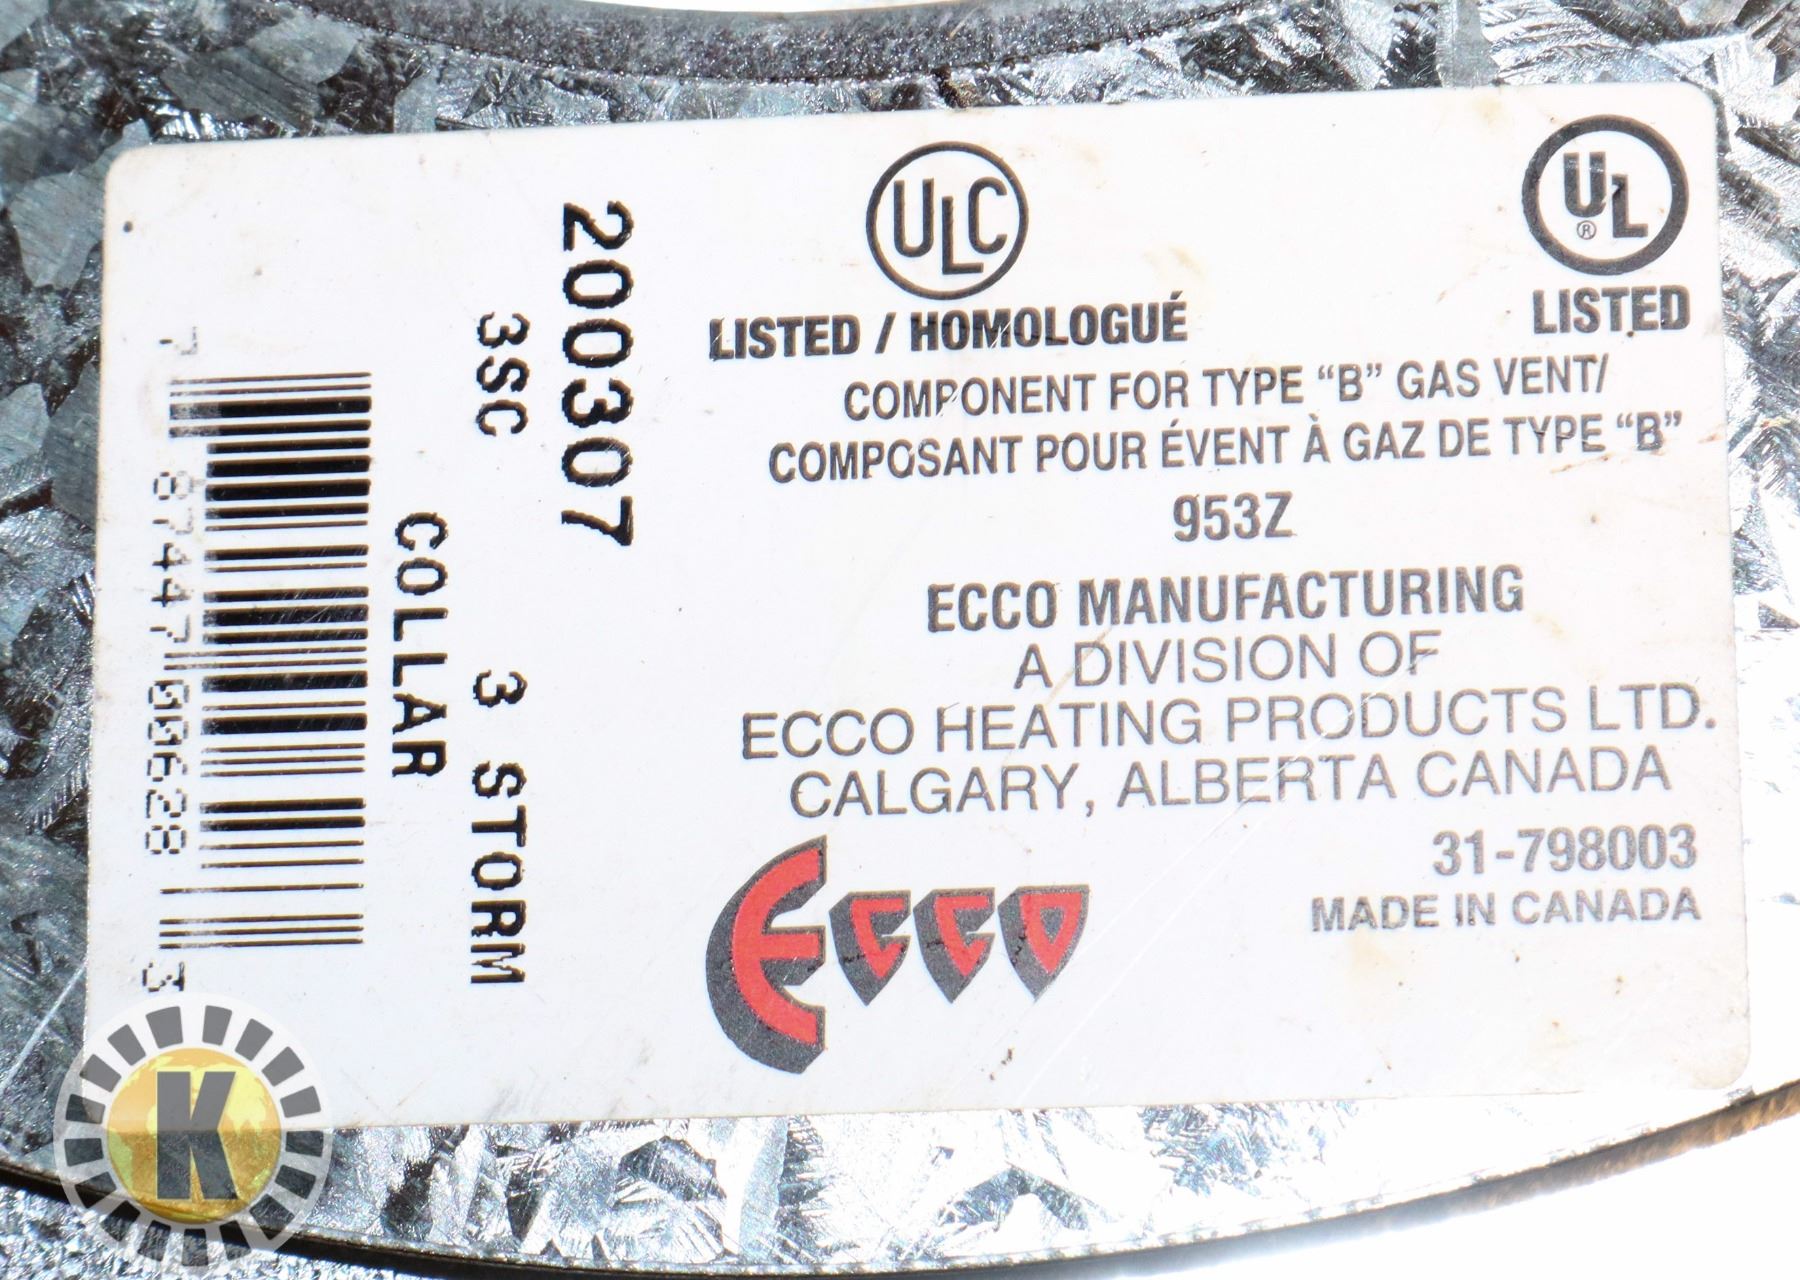 ULC
LISTED / HOMOLOGUÉ
UL
®
LISTED
COMPONENT FOR TYPE “B” GAS VENT/
COMPOSANT POUR ÉVENT À GAZ DE TYPE “B”
953Z
ECCO MANUFACTURING
A DIVISION OF
ECCO HEATING PRODUCTS LTD.
CALGARY, ALBERTA CANADA
31-798003
MADE IN CANADA
ECCO
200307
3SC 3 STORM
COLLAR
7 87447 00628 3
K